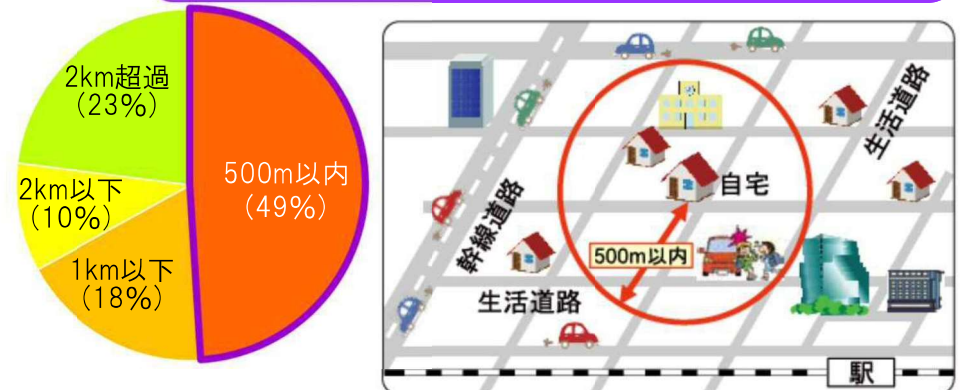 2km超過
(23%)
500m以内
(49%)
2km以下
(10%)
1km以下
(18%)
生活道路
自宅
幹線道路
500m以内
生活道路
駅